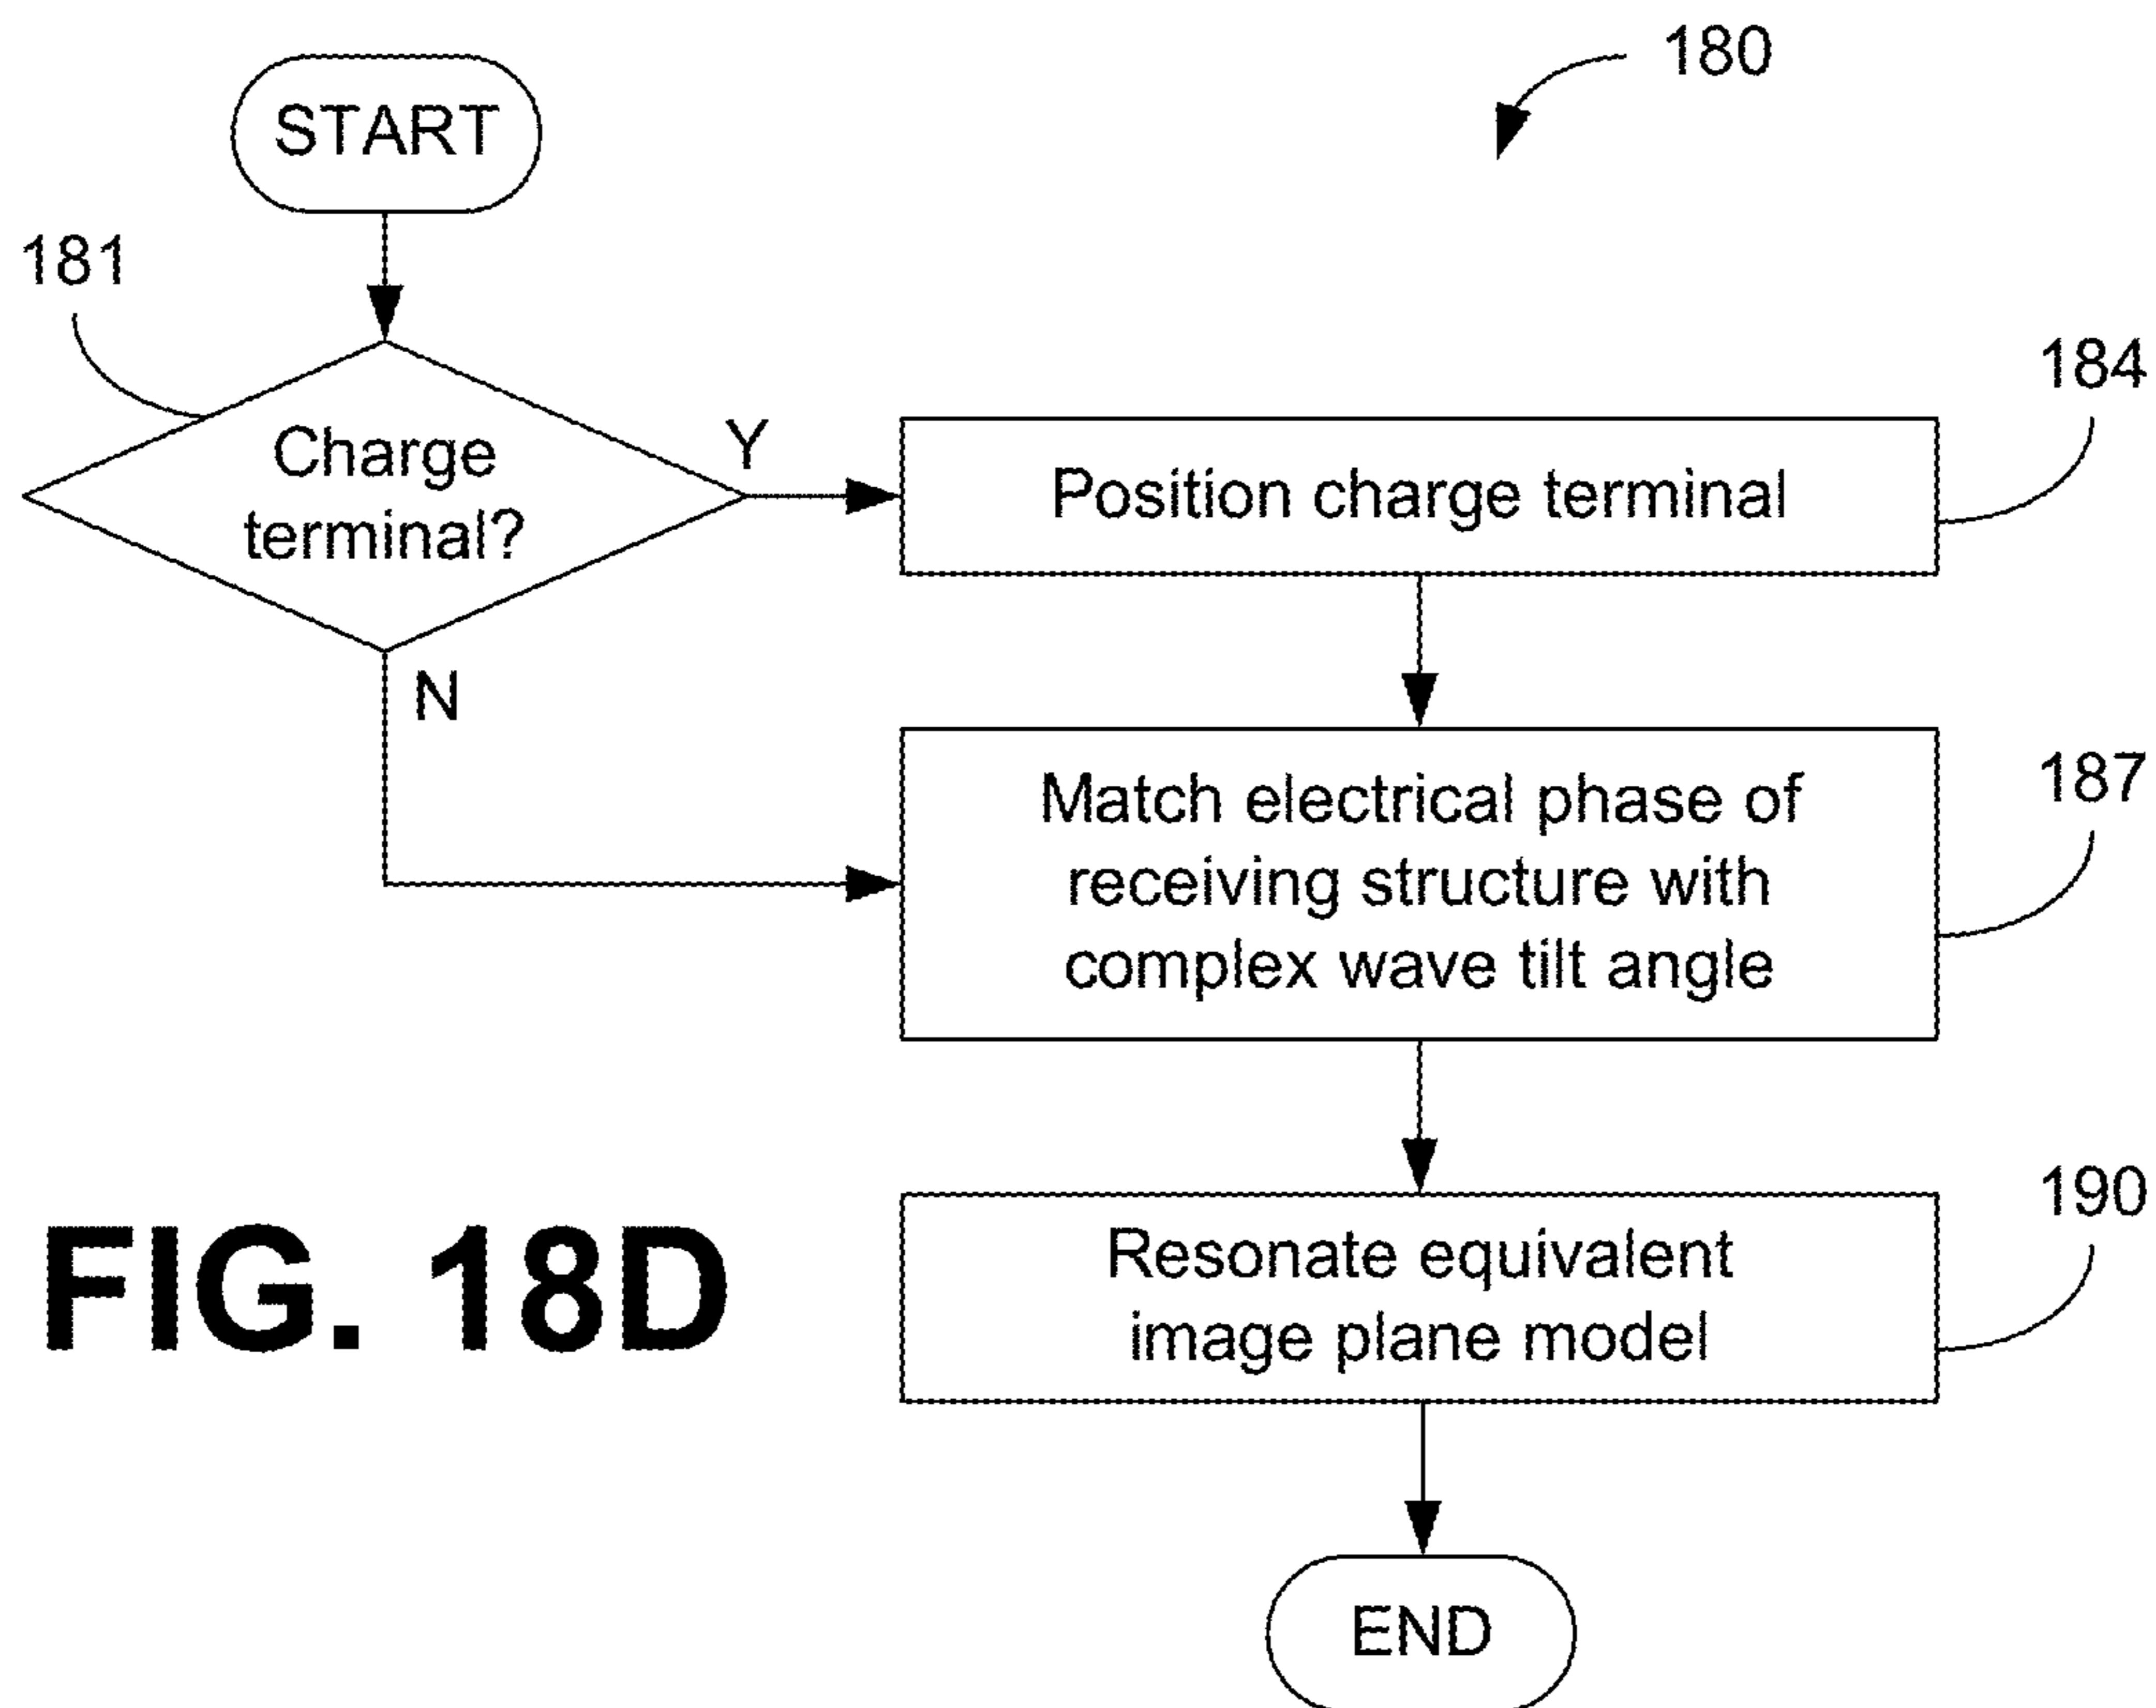 START
180
181
Charge
terminal?
Y
N
Position charge terminal
184
Match electrical phase of
receiving structure with
complex wave tilt angle
187
Resonate equivalent
image plane model
190
END
FIG. 18D